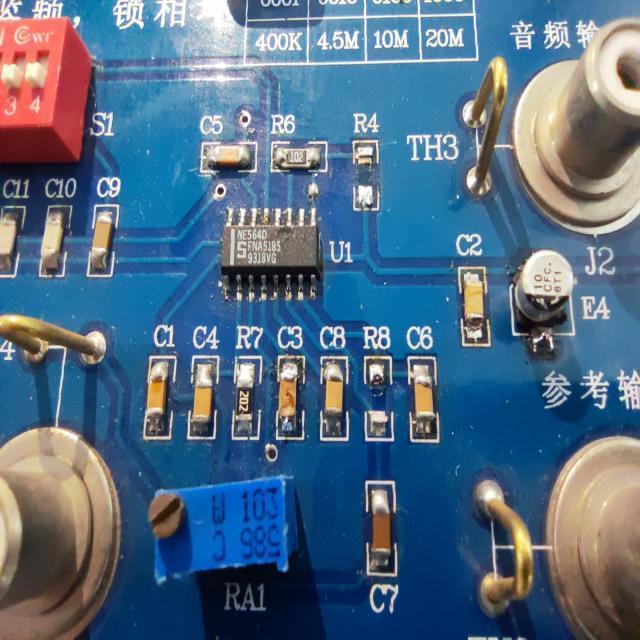 锁相
400K 4.5M 10M 20M
音频输
3 4
S1
C5
R6
R4
TH3
102
C11
C10
C9
NE564D
FNA5185
9318VG
U1
C2
J2
E4
C1
C4
R7
C3
C8
R8
C6
202
参考输
W 103
RA1
C7